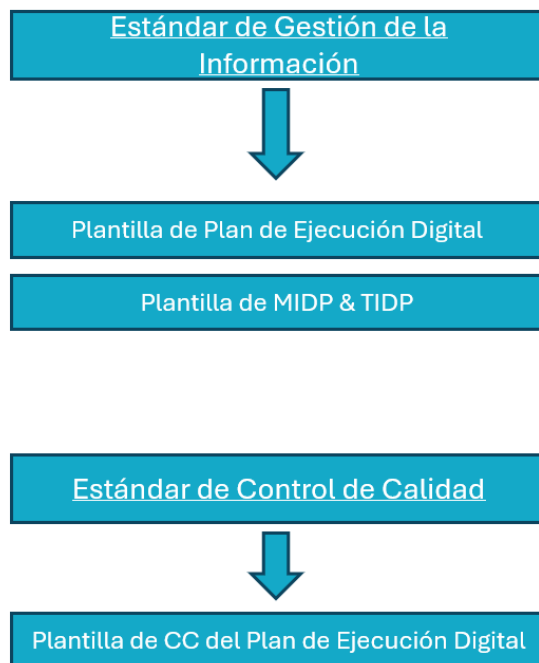 Estándar de Gestión de la
Información
Plantilla de Plan de Ejecución Digital
Plantilla de MIDP & TIDP
Estándar de Control de Calidad
Plantilla de CC del Plan de Ejecución Digital